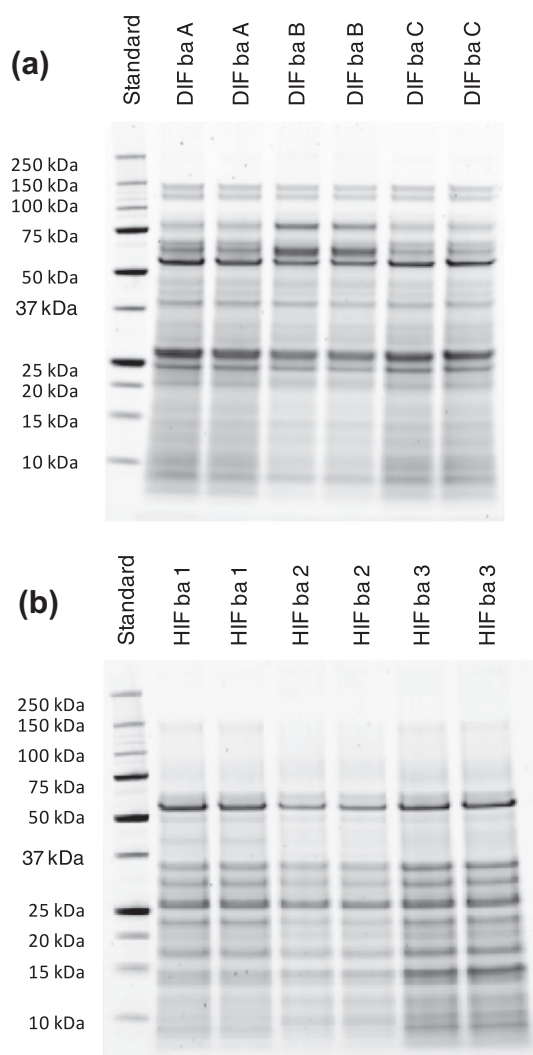 (a)
Standard
DIF ba A
DIF ba A
DIF ba B
DIF ba B
DIF ba C
DIF ba C
250 kDa
150 kDa
100 kDa
75 kDa
50 kDa
37 kDa
25 kDa
20 kDa
15 kDa
10 kDa
(b)
Standard
HIF ba 1
HIF ba 1
HIF ba 2
HIF ba 2
HIF ba 3
HIF ba 3
250 kDa
150 kDa
100 kDa
75 kDa
50 kDa
37 kDa
25 kDa
20 kDa
15 kDa
10 kDa